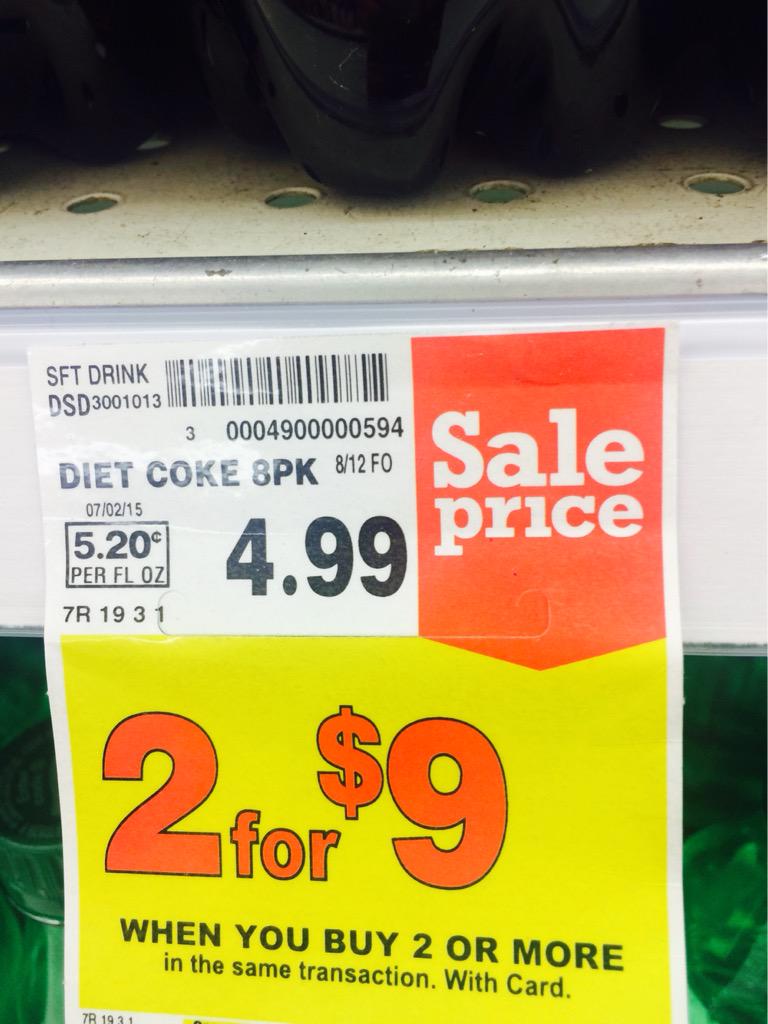 SFT DRINK
DSD3001013
3 0004900000594
DIET COKE 8PK 8/12 FO
07/02/15
5.20¢
PER FL OZ
4.99
7R 19 3 1
Sale
price
2 for $9
WHEN YOU BUY 2 OR MORE
in the same transaction. With Card.
7R 19 3 1